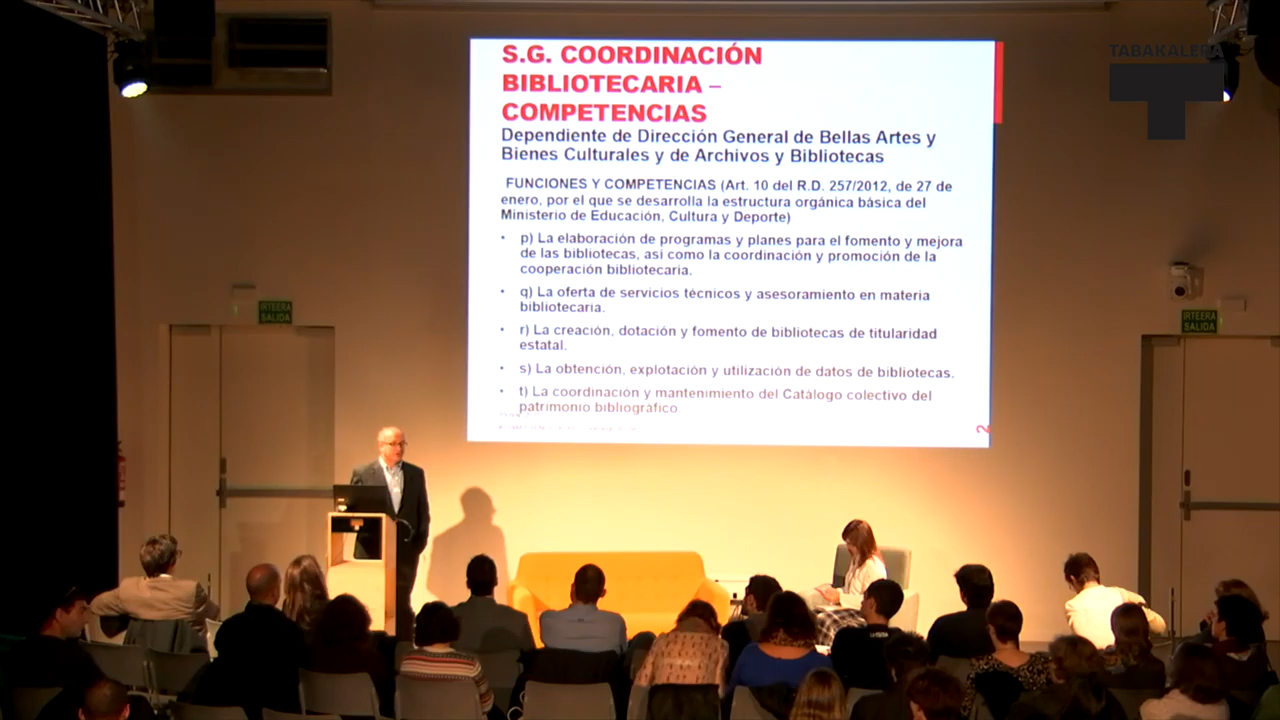 TABAKALERA
S.G. COORDINACIÓN
BIBLIOTECARIA –
COMPETENCIAS
Dependiente de Dirección General de Bellas Artes y
Bienes Culturales y de Archivos y Bibliotecas
FUNCIONES Y COMPETENCIAS (Art. 10 del R.D. 257/2012, de 27 de
enero, por el que se desarrolla la estructura orgánica básica del
Ministerio de Educación, Cultura y Deporte)
• p) La elaboración de programas y planes para el fomento y mejora
de las bibliotecas, así como la coordinación y promoción de la
cooperación bibliotecaria.
• q) La oferta de servicios técnicos y asesoramiento en materia
bibliotecaria.
• r) La creación, dotación y fomento de bibliotecas de titularidad
estatal.
• s) La obtención, explotación y utilización de datos de bibliotecas.
• t) La coordinación y mantenimiento del Catálogo colectivo del
patrimonio bibliográfico
2
IRTEERA
SALIDA
IRTEERA
SALIDA